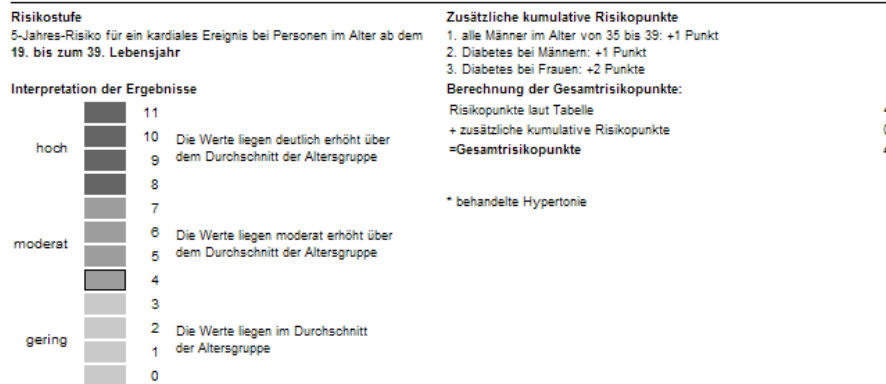 Risikostufe
5-Jahres-Risiko für ein kardiales Ereignis bei Personen im Alter ab dem
19. bis zum 39. Lebensjahr
Interpretation der Ergebnisse
11
10
9
8
7
6
5
4
3
2
1
0
hoch
Die Werte liegen deutlich erhöht über
dem Durchschnitt der Altersgruppe
moderat
Die Werte liegen moderat erhöht über
dem Durchschnitt der Altersgruppe
gering
Die Werte liegen im Durchschnitt
der Altersgruppe
Zusätzliche kumulative Risikopunkte
1. alle Männer im Alter von 35 bis 39: +1 Punkt
2. Diabetes bei Männern: +1 Punkt
3. Diabetes bei Frauen: +2 Punkte
Berechnung der Gesamtrisikopunkte:
Risikopunkte laut Tabelle
+ zusätzliche kumulative Risikopunkte
=Gesamtrisikopunkte
* behandelte Hypertonie